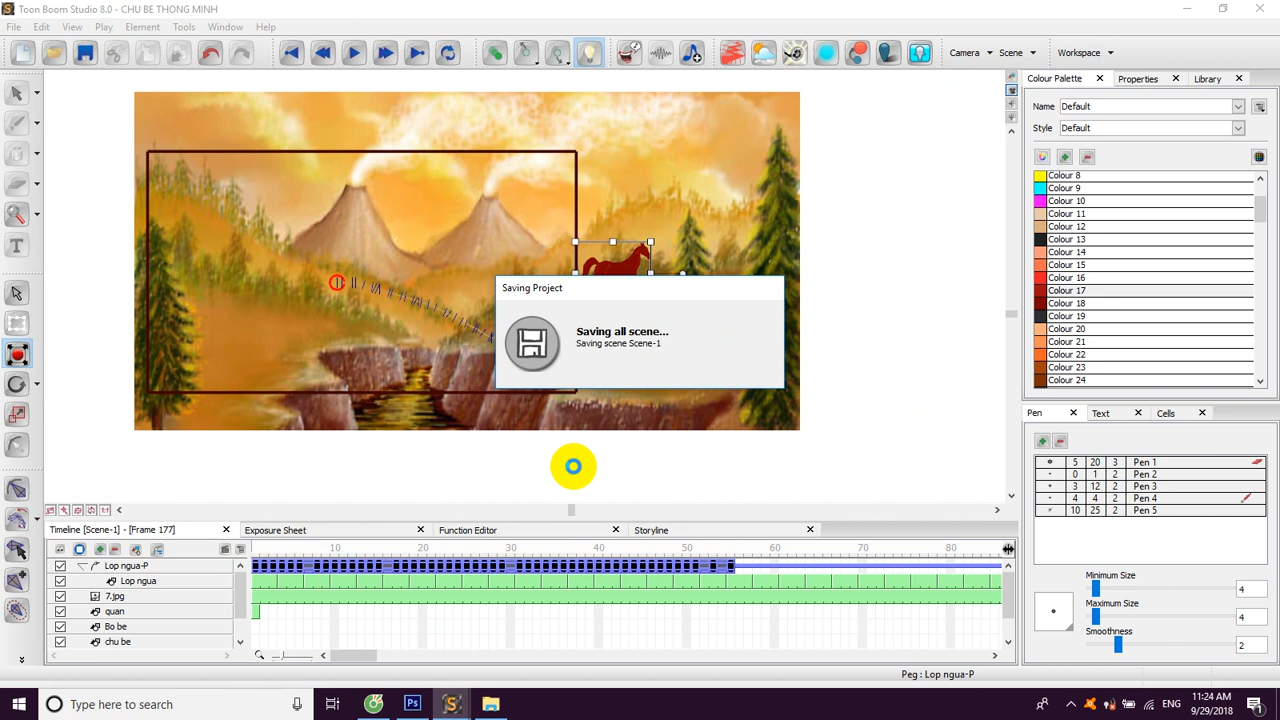 Toon Boom Studio 8.0 - CHU BE THONG MINH
File Edit View Play Element Tools Window Help
Camera Scene Workspace
Colour Palette Properties Library
Name Default
Style Default
Colour 8
Colour 9
Colour 10
Colour 11
Colour 12
Colour 13
Colour 14
Colour 15
Colour 16
Colour 17
Colour 18
Colour 19
Colour 20
Colour 21
Colour 22
Colour 23
Colour 24
Saving Project
Saving all scene...
Saving scene Scene-1
Pen Text Cells
5 20 3 Pen 1
0 1 2 Pen 2
3 12 2 Pen 3
4 4 2 Pen 4
10 25 2 Pen 5
Minimum Size
4
Maximum Size
4
Smoothness
2
Timeline [Scene-1] - [Frame 177] Exposure Sheet Function Editor Storyline
10 20 30 40 50 60 70 80
Lop ngua-P
Lop ngua
7.jpg
quan
Bo be
chu be
Peg : Lop ngua-P
Type here to search
Ps
ENG
11:24 AM
9/29/2018
1